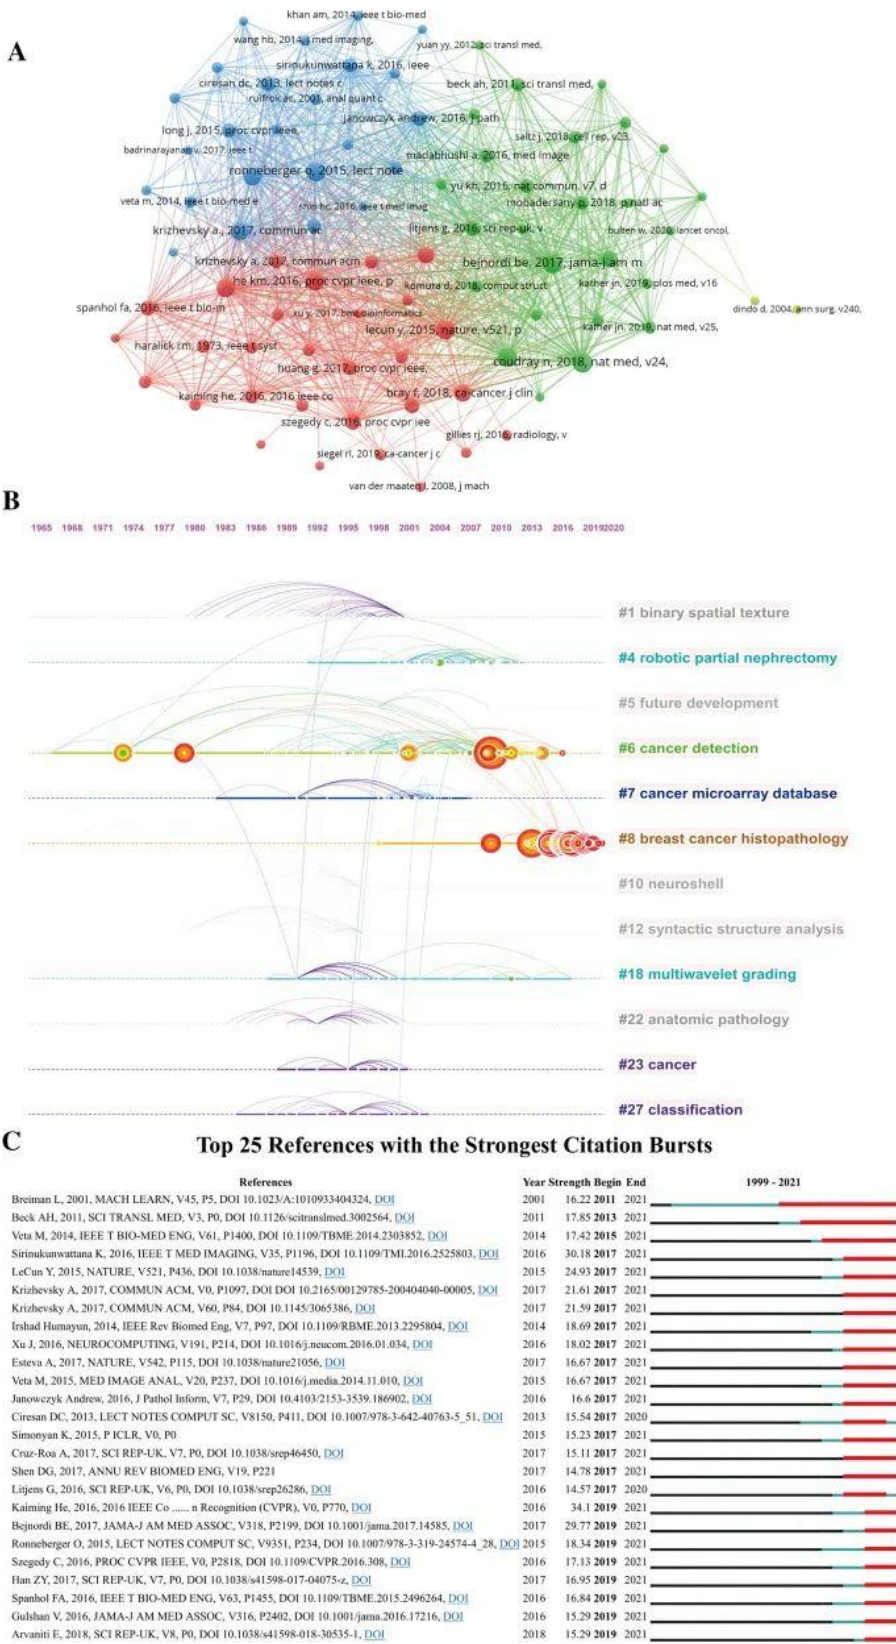 A
khan am, 2014, ieee t bio-med
wang hb, 2014, j med imaging,
yuan yy, 2012, sci transl med,
sirinukunwattana k, 2016, ieee
ciresan dc, 2013, lect notes c
beck ah, 2011, sci transl med,
ruifrok ac, 2001, anal quant c
janowczyk andrew, 2016, j path
long j, 2015, proc cvpr ieee,
saltz j, 2018, cell rep, v23,
badrinarayanan v, 2017, ieee t
madabhushi a, 2016, med image
ronneberger o, 2015, lect note
yu kh, 2016, nat commun, v7, d
veta m, 2014, ieee t bio-med e
shin hc, 2016, ieee t med imag
mobadersany p, 2018, p natl ac
krizhevsky a., 2017, commun ac
litjens g, 2016, sci rep-uk, v
bulten w, 2020, lancet oncol,
krizhevsky a, 2017, commun acm
bejnordi be, 2017, jama-j am m
he km, 2016, proc cvpr ieee, p
komura d, 2018, comput struct
kather jn, 2019, plos med, v16
spanhol fa, 2016, ieee t bio-m
xu y, 2017, bmc bioinformatics
dindo d, 2004, ann surg, v240,
lecun y, 2015, nature, v521, p
kather jn, 2019, nat med, v25,
haralick rm, 1973, ieee t syst
huang g, 2017, proc cvpr ieee,
coudray n, 2018, nat med, v24,
kaiming he, 2016, 2016 ieee co
bray f, 2018, ca-cancer j clin
szegedy c, 2016, proc cvpr iee
gillies rj, 2016, radiology, v
siegel rl, 2019, ca-cancer j c
van der maaten l, 2008, j mach
B
1965 1968 1971 1974 1977 1980 1983 1986 1989 1992 1995 1998 2001 2004 2007 2010 2013 2016 20192020
#1 binary spatial texture
#4 robotic partial nephrectomy
#5 future development
#6 cancer detection
#7 cancer microarray database
#8 breast cancer histopathology
#10 neuroshell
#12 syntactic structure analysis
#18 multiwavelet grading
#22 anatomic pathology
#23 cancer
#27 classification
C
Top 25 References with the Strongest Citation Bursts
References Year Strength Begin End 1999 - 2021
Breiman L, 2001, MACH LEARN, V45, P5, DOI 10.1023/A:1010933404324, DOI 2001 16.22 2011 2021
Beck AH, 2011, SCI TRANSL MED, V3, P0, DOI 10.1126/scitranslmed.3002564, DOI 2011 17.85 2013 2021
Veta M, 2014, IEEE T BIO-MED ENG, V61, P1400, DOI 10.1109/TBME.2014.2303852, DOI 2014 17.42 2015 2021
Sirinukunwattana K, 2016, IEEE T MED IMAGING, V35, P1196, DOI 10.1109/TMI.2016.2525803, DOI 2016 30.18 2017 2021
LeCun Y, 2015, NATURE, V521, P436, DOI 10.1038/nature14539, DOI 2015 24.93 2017 2021
Krizhevsky A, 2017, COMMUN ACM, V0, P1097, DOI DOI 10.2165/00129785-200404040-00005, DOI 2017 21.61 2017 2021
Krizhevsky A, 2017, COMMUN ACM, V60, P84, DOI 10.1145/3065386, DOI 2017 21.59 2017 2021
Irshad Humayun, 2014, IEEE Rev Biomed Eng, V7, P97, DOI 10.1109/RBME.2013.2295804, DOI 2014 18.69 2017 2021
Xu J, 2016, NEUROCOMPUTING, V191, P214, DOI 10.1016/j.neucom.2016.01.034, DOI 2016 18.02 2017 2021
Esteva A, 2017, NATURE, V542, P115, DOI 10.1038/nature21056, DOI 2017 16.67 2017 2021
Veta M, 2015, MED IMAGE ANAL, V20, P237, DOI 10.1016/j.media.2014.11.010, DOI 2015 16.67 2017 2021
Janowczyk Andrew, 2016, J Pathol Inform, V7, P29, DOI 10.4103/2153-3539.186902, DOI 2016 16.6 2017 2021
Ciresan DC, 2013, LECT NOTES COMPUT SC, V8150, P411, DOI 10.1007/978-3-642-40763-5_51, DOI 2013 15.54 2017 2020
Simonyan K, 2015, P ICLR, V0, P0 2015 15.23 2017 2021
Cruz-Roa A, 2017, SCI REP-UK, V7, P0, DOI 10.1038/srep46450, DOI 2017 15.11 2017 2021
Shen DG, 2017, ANNU REV BIOMED ENG, V19, P221 2017 14.78 2017 2021
Litjens G, 2016, SCI REP-UK, V6, P0, DOI 10.1038/srep26286, DOI 2016 14.57 2017 2020
Kaiming He, 2016, 2016 IEEE Co ...... n Recognition (CVPR), V0, P770, DOI 2016 34.1 2019 2021
Bejnordi BE, 2017, JAMA-J AM MED ASSOC, V318, P2199, DOI 10.1001/jama.2017.14585, DOI 2017 29.77 2019 2021
Ronneberger O, 2015, LECT NOTES COMPUT SC, V9351, P234, DOI 10.1007/978-3-319-24574-4_28, DOI 2015 18.34 2019 2021
Szegedy C, 2016, PROC CVPR IEEE, V0, P2818, DOI 10.1109/CVPR.2016.308, DOI 2016 17.13 2019 2021
Han ZY, 2017, SCI REP-UK, V7, P0, DOI 10.1038/s41598-017-04075-z, DOI 2017 16.95 2019 2021
Spanhol FA, 2016, IEEE T BIO-MED ENG, V63, P1455, DOI 10.1109/TBME.2015.2496264, DOI 2016 16.84 2019 2021
Gulshan V, 2016, JAMA-J AM MED ASSOC, V316, P2402, DOI 10.1001/jama.2016.17216, DOI 2016 15.29 2019 2021
Arvaniti E, 2018, SCI REP-UK, V8, P0, DOI 10.1038/s41598-018-30535-1, DOI 2018 15.29 2019 2021